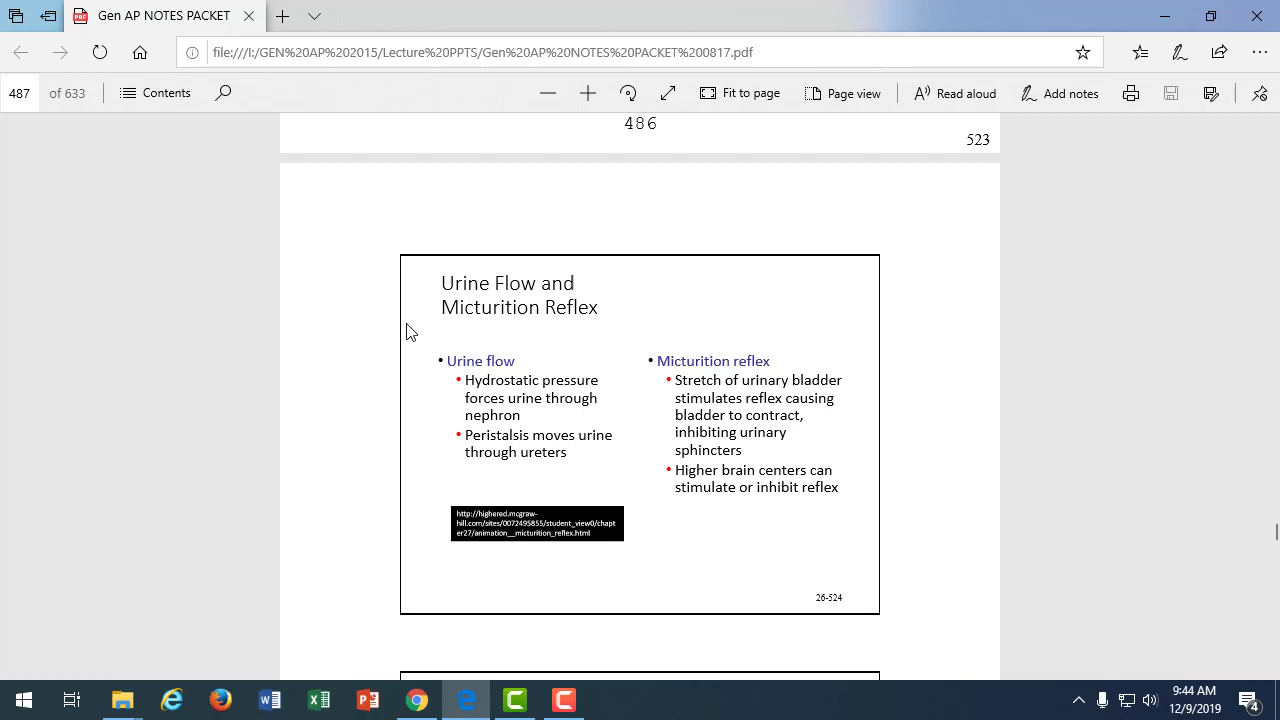 Gen AP NOTES PACKET
file:///I:/GEN%20AP%202015/Lecture%20PPTS/Gen%20AP%20NOTES%20PACKET%200817.pdf
487 of 633 Contents Fit to page Page view Read aloud Add notes
486
523
Urine Flow and
Micturition Reflex
• Urine flow
• Hydrostatic pressure
forces urine through
nephron
• Peristalsis moves urine
through ureters
• Micturition reflex
• Stretch of urinary bladder
stimulates reflex causing
bladder to contract,
inhibiting urinary
sphincters
• Higher brain centers can
stimulate or inhibit reflex
http://highered.mcgraw-
hill.com/sites/0072495855/student_view0/chapt
er27/animation__micturition_reflex.html
26-524
9:44 AM
12/9/2019
4